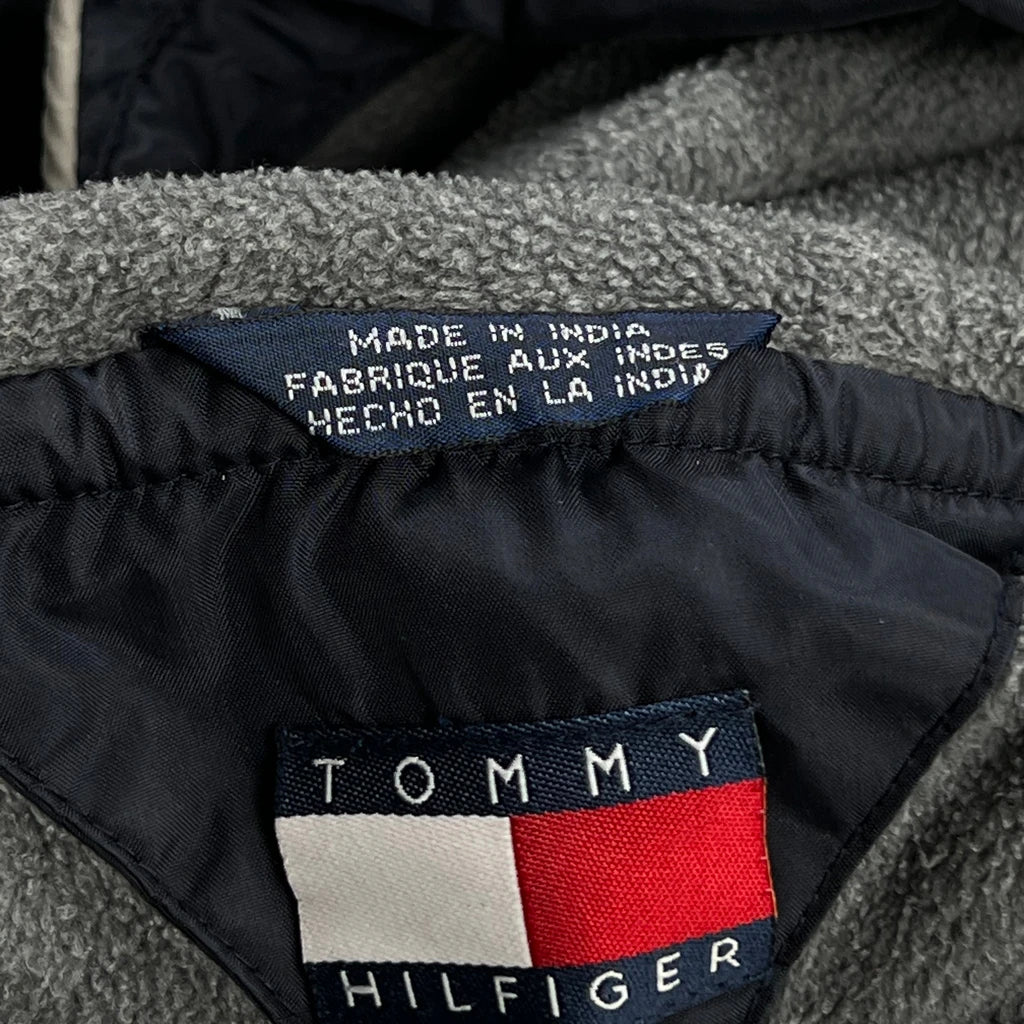 MADE IN INDIA
FABRIQUE AUX INDES
HECHO EN LA INDIA
TOMMY
HILFIGER